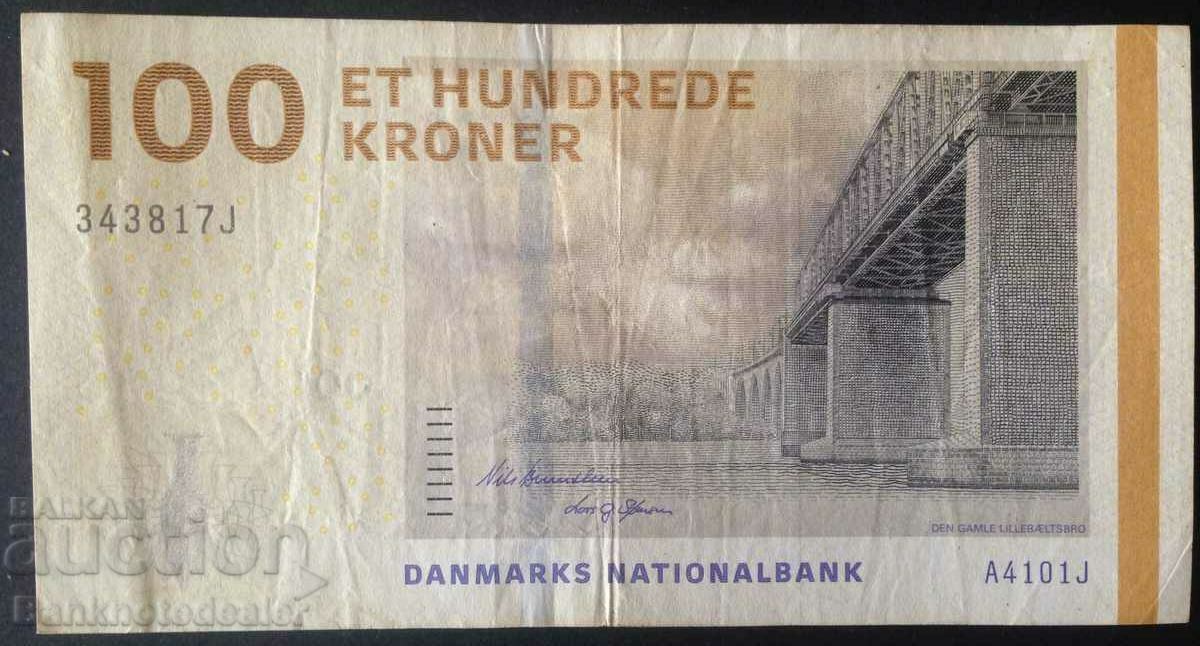 100
ET HUNDREDE
KRONER
343817J
DEN GAMLE LILLEBÆLTSBRO
DANMARKS NATIONALBANK
A4101J
BALKAN
auction
Banknotedealer